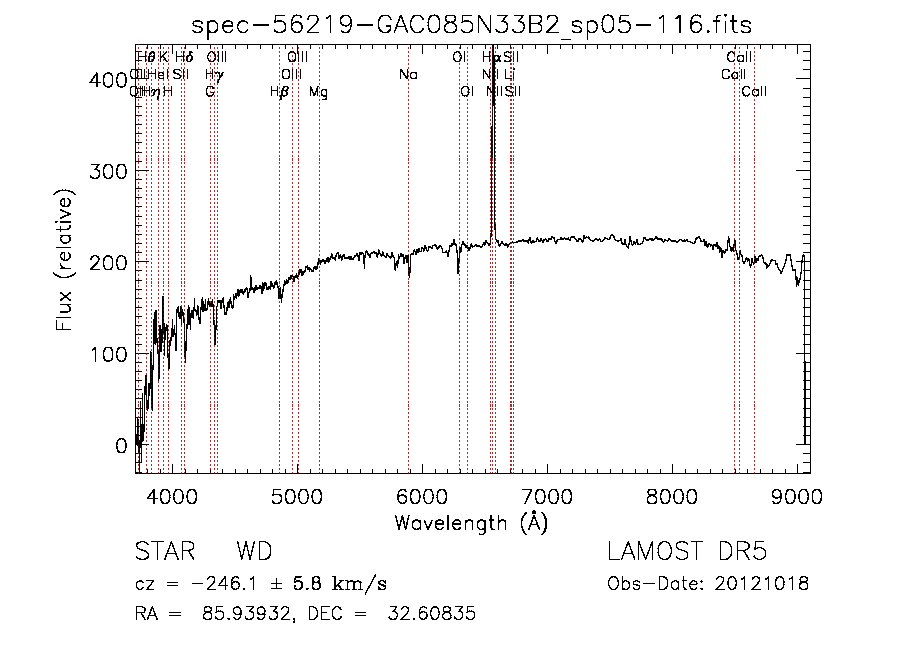 spec-56219-GAC085N33B2_sp05-116.fits
Hθ K Hδ OIII OIII OI Hα SII CaII
HeI SII Hγ OIII Na NII Li CaII
Hη H G Hβ Mg OI NII SII CaII
400
300
200
100
0
Flux (relative)
4000 5000 6000 7000 8000 9000
Wavelength (Å)
STAR WD LAMOST DR5
cz = −246.1 ± 5.8 km/s Obs-Date: 20121018
RA = 85.93932, DEC = 32.60835